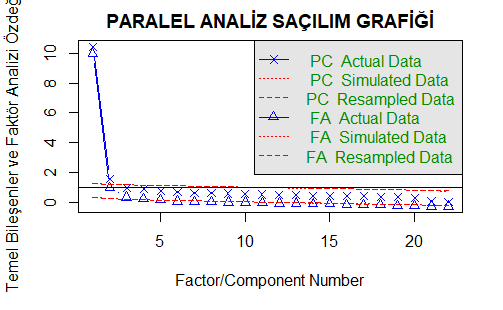 PARALEL ANALİZ SAÇILIM GRAFİĞİ
Temel Bileşenler ve Faktör Analizi Özdeğ
10
8
6
4
2
0
PC Actual Data
PC Simulated Data
PC Resampled Data
FA Actual Data
FA Simulated Data
FA Resampled Data
5
10
15
20
Factor/Component Number